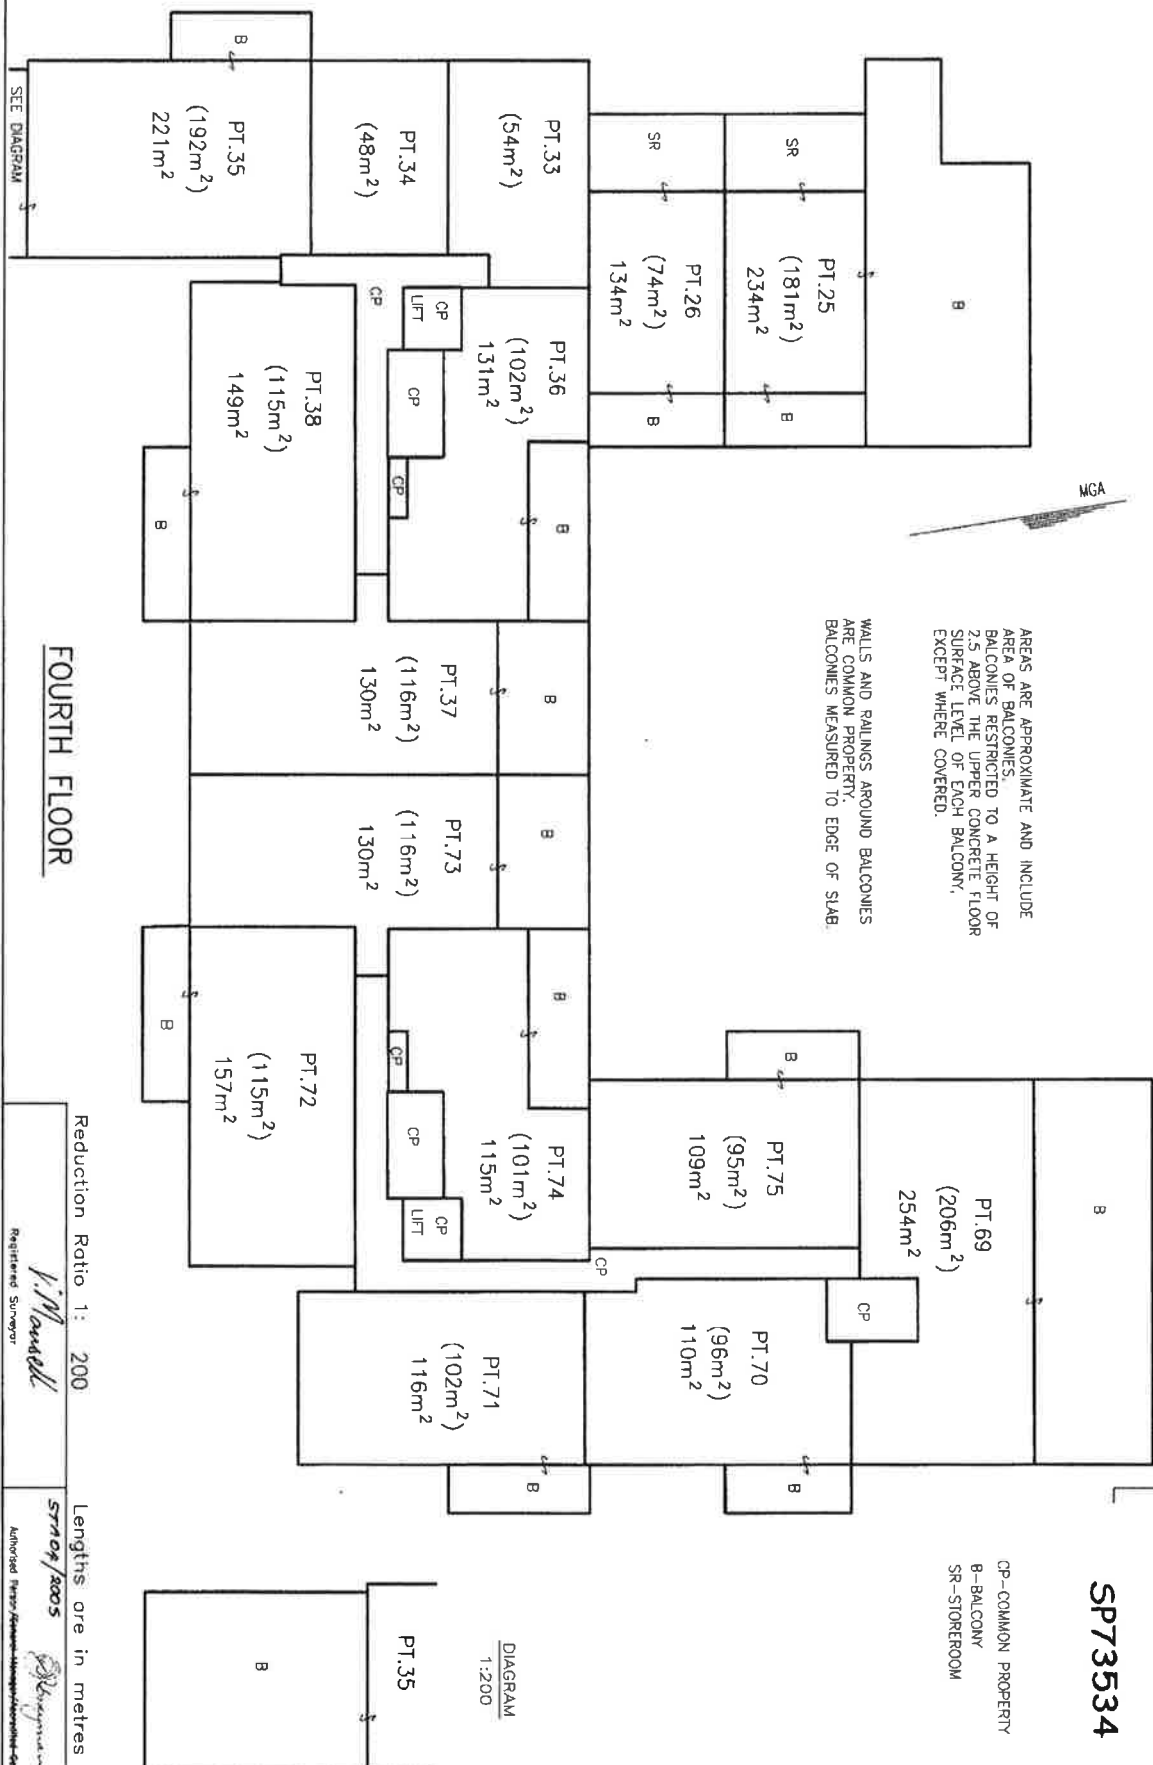 SP73534
CP-COMMON PROPERTY
B-BALCONY
SR-STOREROOM
MGA
AREAS ARE APPROXIMATE AND INCLUDE
AREA OF BALCONIES.
BALCONIES RESTRICTED TO A HEIGHT OF
2.5 ABOVE THE UPPER CONCRETE FLOOR
SURFACE LEVEL OF EACH BALCONY,
EXCEPT WHERE COVERED.
WALLS AND RAILINGS AROUND BALCONIES
ARE COMMON PROPERTY.
BALCONIES MEASURED TO EDGE OF SLAB.
B
SR
PT.25
(181m²)
234m²
B
SR
PT.26
(74m²)
134m²
B
PT.33
(54m²)
PT.34
(48m²)
B
PT.35
(192m²)
221m²
SEE DIAGRAM
PT.36
(102m²)
131m²
B
CP
LIFT
CP
CP
CP
PT.38
(115m²)
149m²
B
B
PT.37
(116m²)
130m²
B
PT.73
(116m²)
130m²
B
PT.74
(101m²)
115m²
CP
CP
CP
LIFT
PT.72
(115m²)
157m²
B
B
PT.69
(206m²)
254m²
B
PT.75
(95m²)
109m²
CP
CP
PT.70
(96m²)
110m²
B
PT.71
(102m²)
116m²
B
DIAGRAM
1:200
PT.35
B
FOURTH FLOOR
Reduction Ratio 1: 200
Lengths are in metres
V. Mansell
Registered Surveyor
STA04/2005